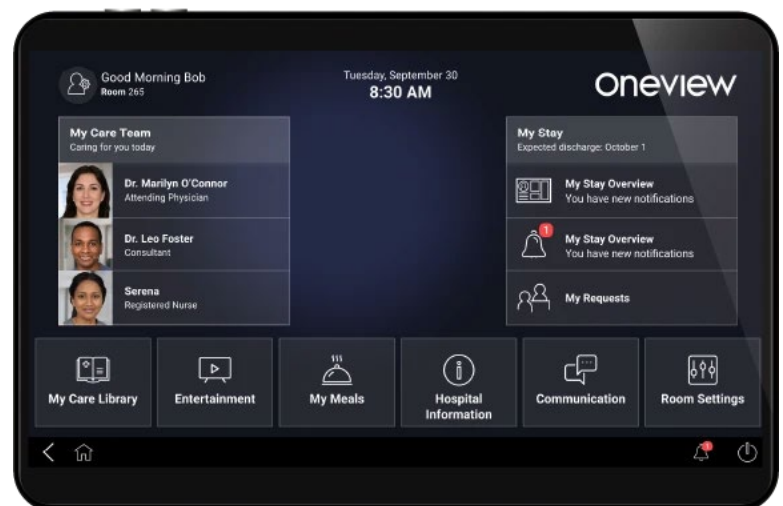 Good Morning Bob
Room 265
Tuesday, September 30
8:30 AM
oneview
My Care Team
Caring for you today
Dr. Marilyn O'Connor
Attending Physician
Dr. Leo Foster
Consultant
Serena
Registered Nurse
My Stay
Expected discharge: October 1
My Stay Overview
You have new notifications
1
My Stay Overview
You have new notifications
My Requests
My Care Library
Entertainment
My Meals
Hospital
Information
Communication
Room Settings
1